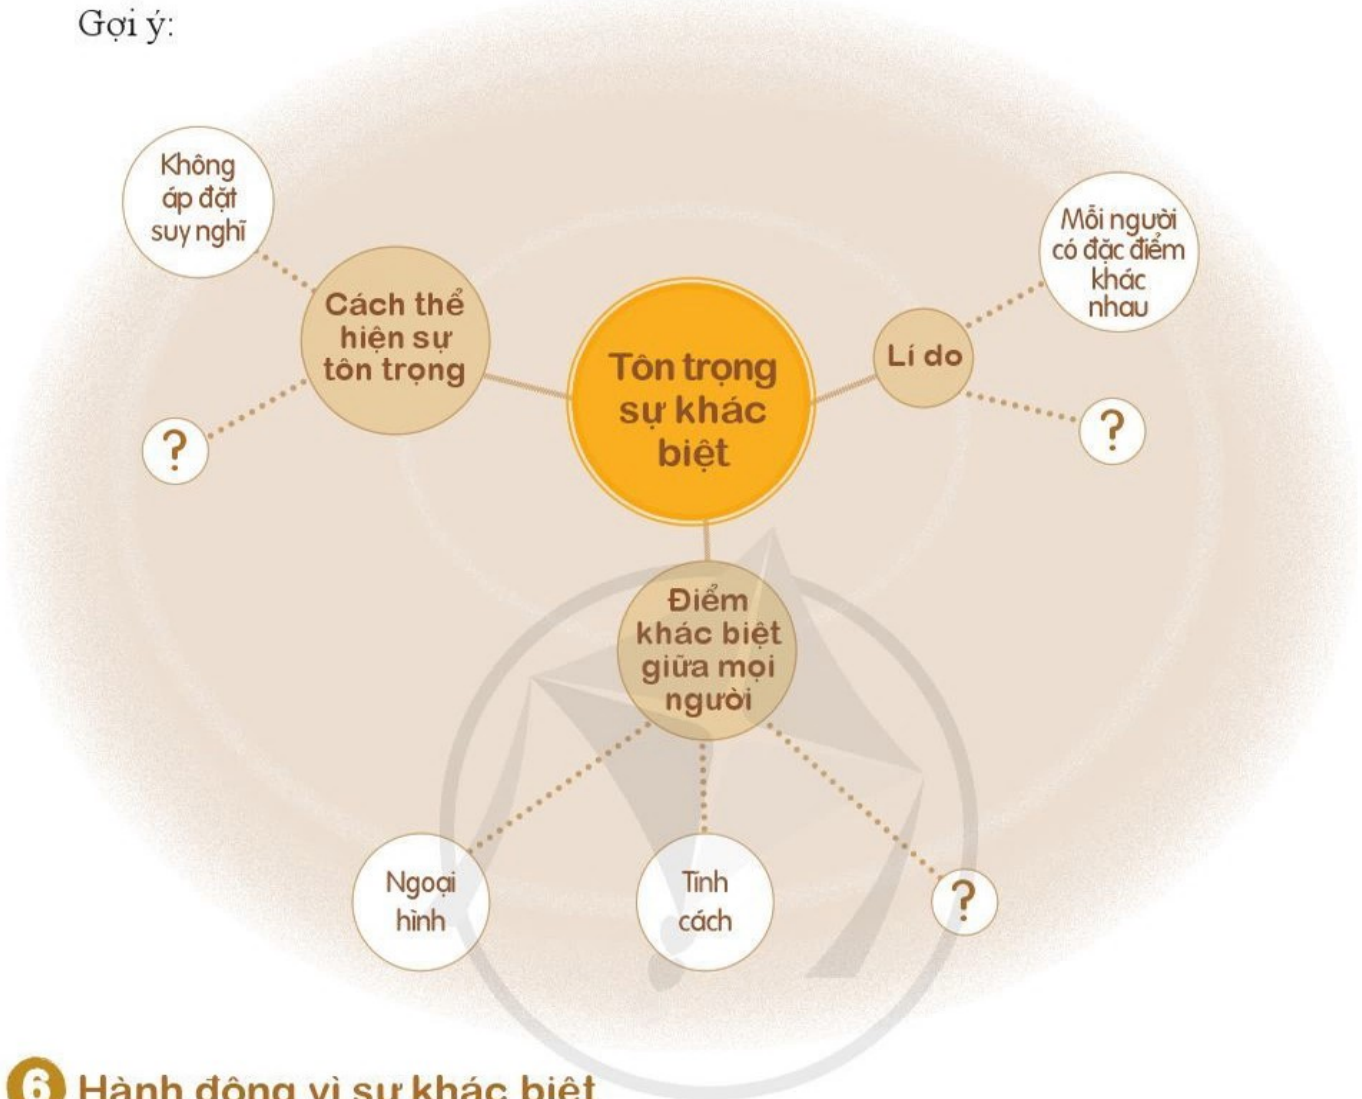 Gợi ý:
Không
áp đặt
suy nghĩ
Cách thể
hiện sự
tôn trọng
?
Tôn trọng
sự khác
biệt
Lí do
Mỗi người
có đặc điểm
khác
nhau
?
Điểm
khác biệt
giữa mọi
người
Ngoại
hình
Tính
cách
?
6 Hành động vì sự khác biệt